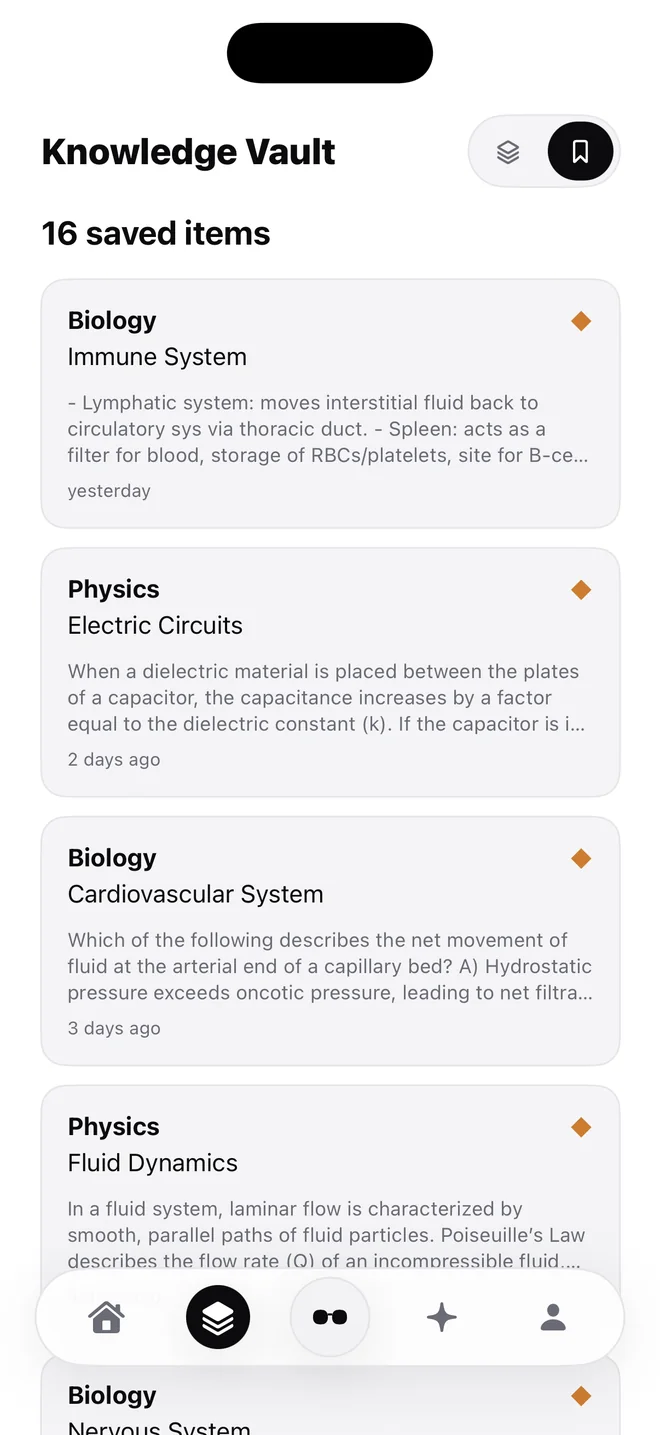 Knowledge Vault
16 saved items
Biology
Immune System
- Lymphatic system: moves interstitial fluid back to
circulatory sys via thoracic duct. - Spleen: acts as a
filter for blood, storage of RBCs/platelets, site for B-ce...
yesterday
Physics
Electric Circuits
When a dielectric material is placed between the plates
of a capacitor, the capacitance increases by a factor
equal to the dielectric constant (k). If the capacitor is i...
2 days ago
Biology
Cardiovascular System
Which of the following describes the net movement of
fluid at the arterial end of a capillary bed? A) Hydrostatic
pressure exceeds oncotic pressure, leading to net filtra...
3 days ago
Physics
Fluid Dynamics
In a fluid system, laminar flow is characterized by
smooth, parallel paths of fluid particles. Poiseuille’s Law
describes the flow rate (Q) of an incompressible fluid....
Biology
Nervous System